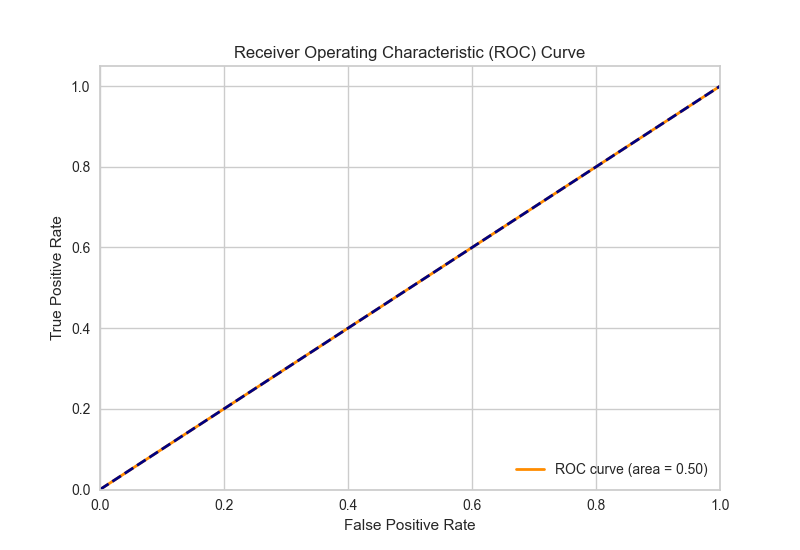 Receiver Operating Characteristic (ROC) Curve
1.0
0.8
0.6
0.4
0.2
0.0
True Positive Rate
ROC curve (area = 0.50)
0.0 0.2 0.4 0.6 0.8 1.0
False Positive Rate